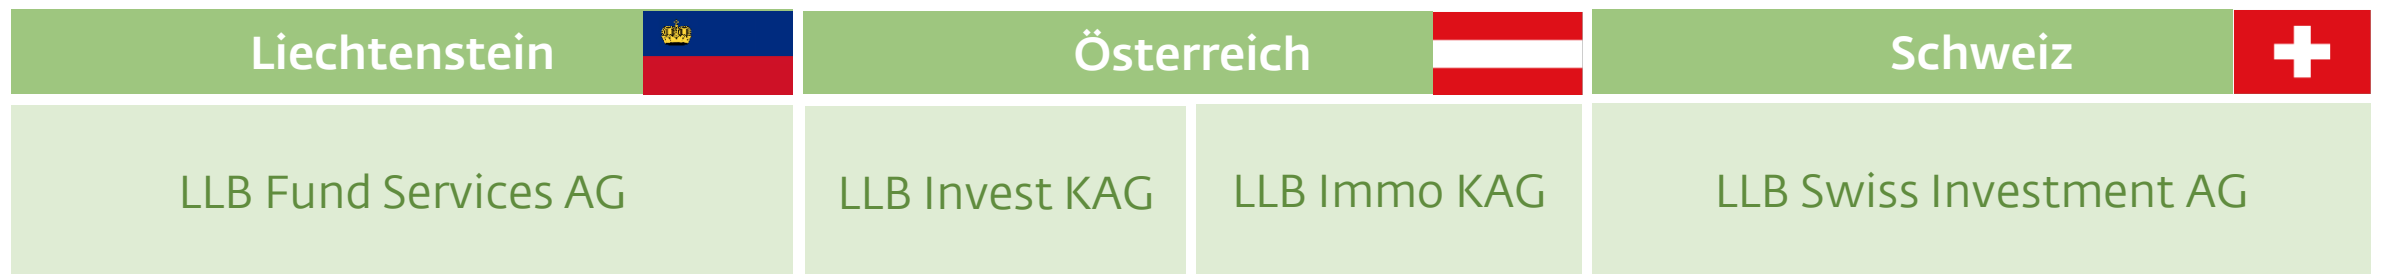 Liechtenstein
Österreich
Schweiz
LLB Fund Services AG
LLB Invest KAG
LLB Immo KAG
LLB Swiss Investment AG